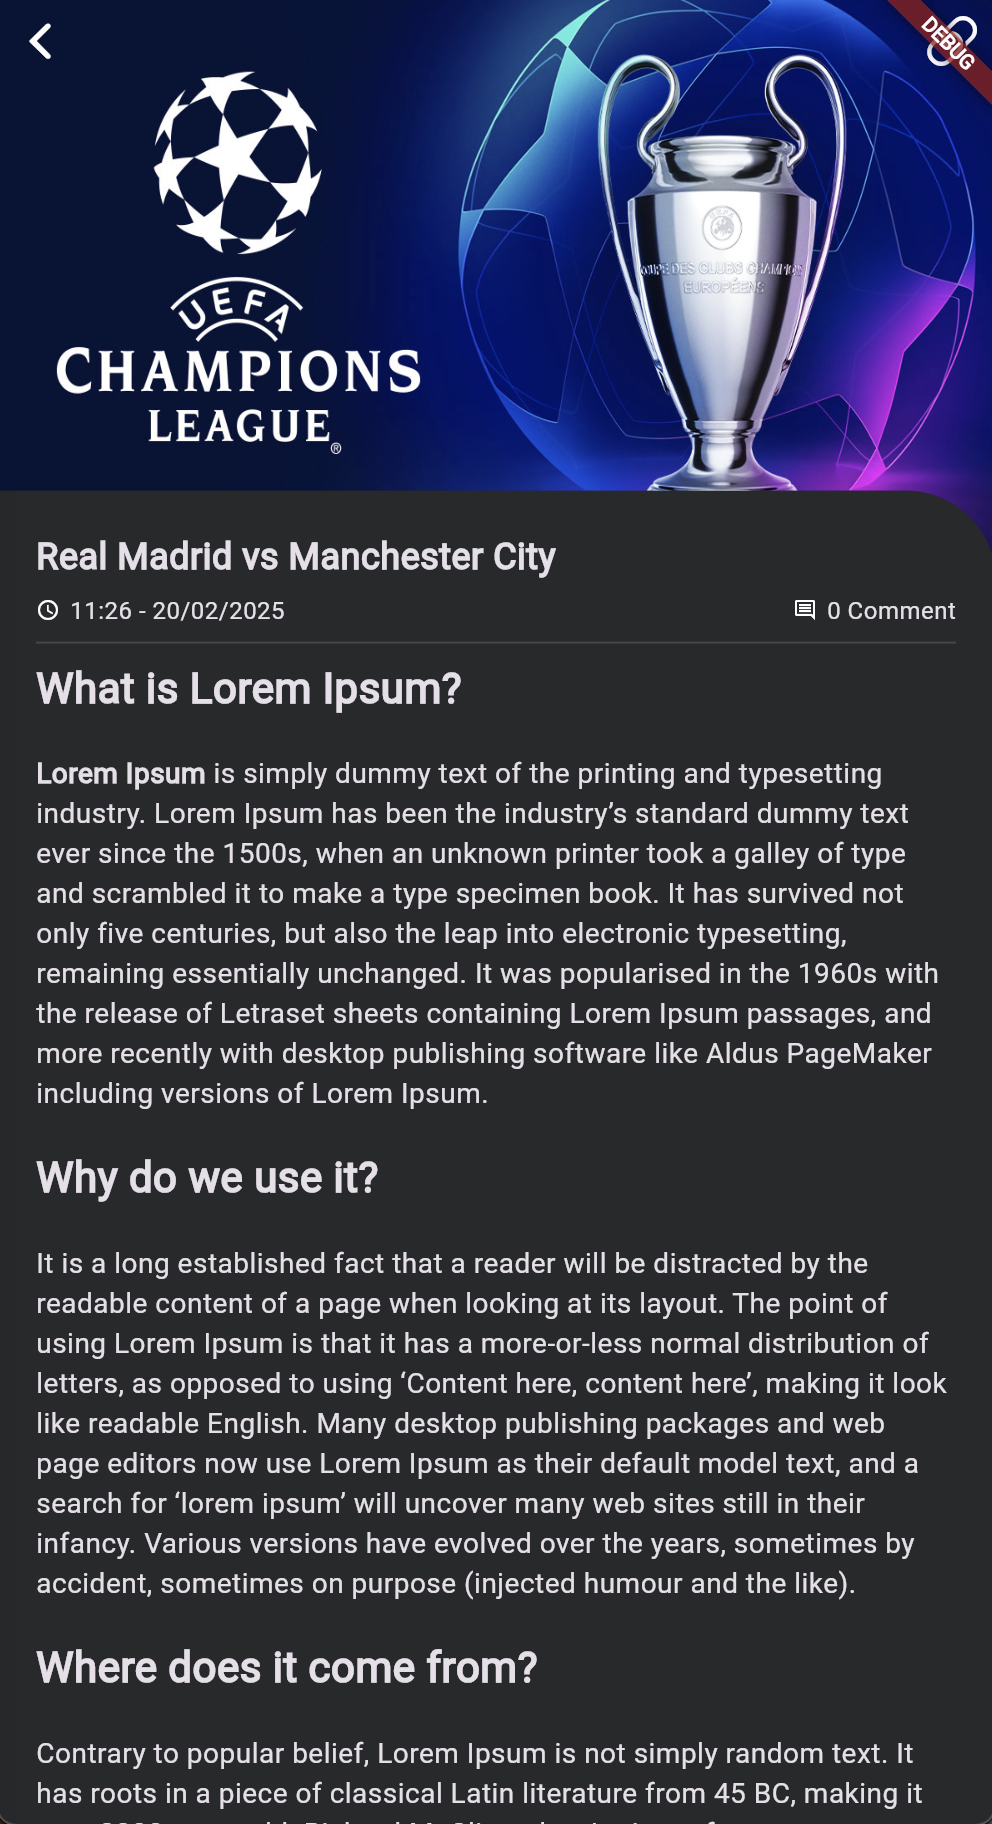 DEBUG
UEFA
CHAMPIONS
LEAGUE®
COUPE DES CLUBS CHAMPIO
EUROPÉENS
Real Madrid vs Manchester City
11:26 - 20/02/2025 0 Comment
What is Lorem Ipsum?
Lorem Ipsum is simply dummy text of the printing and typesetting
industry. Lorem Ipsum has been the industry’s standard dummy text
ever since the 1500s, when an unknown printer took a galley of type
and scrambled it to make a type specimen book. It has survived not
only five centuries, but also the leap into electronic typesetting,
remaining essentially unchanged. It was popularised in the 1960s with
the release of Letraset sheets containing Lorem Ipsum passages, and
more recently with desktop publishing software like Aldus PageMaker
including versions of Lorem Ipsum.
Why do we use it?
It is a long established fact that a reader will be distracted by the
readable content of a page when looking at its layout. The point of
using Lorem Ipsum is that it has a more-or-less normal distribution of
letters, as opposed to using ‘Content here, content here’, making it look
like readable English. Many desktop publishing packages and web
page editors now use Lorem Ipsum as their default model text, and a
search for ‘lorem ipsum’ will uncover many web sites still in their
infancy. Various versions have evolved over the years, sometimes by
accident, sometimes on purpose (injected humour and the like).
Where does it come from?
Contrary to popular belief, Lorem Ipsum is not simply random text. It
has roots in a piece of classical Latin literature from 45 BC, making it